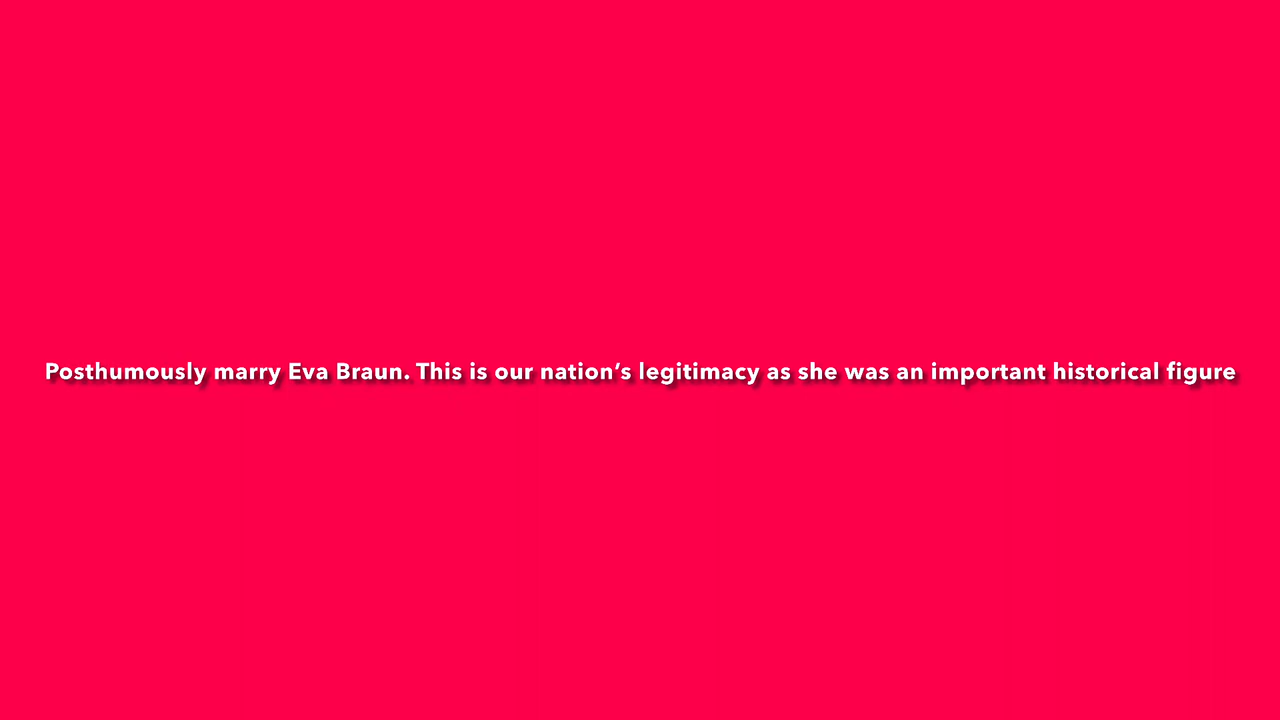 Posthumously marry Eva Braun. This is our nation’s legitimacy as she was an important historical figure